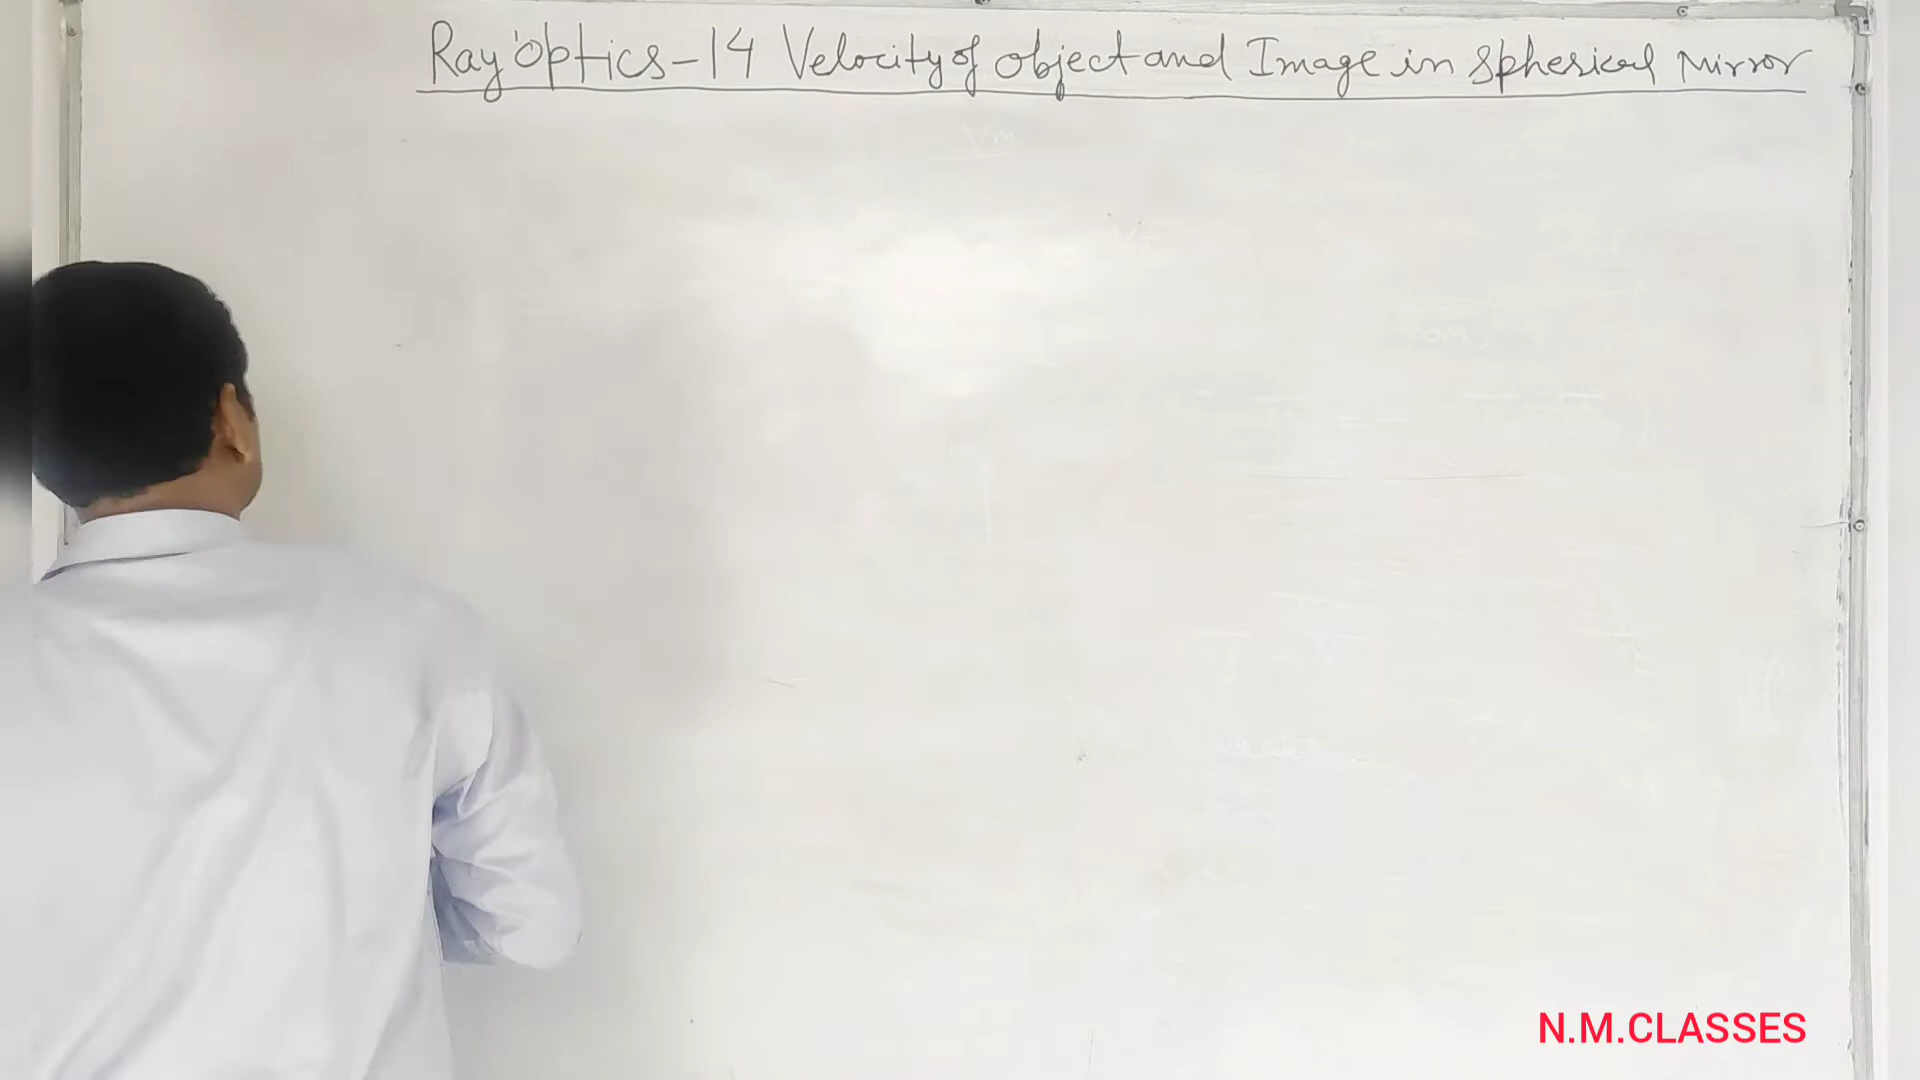 Ray Optics-14 Velocity of object and Image in spherical Mirror
N.M.CLASSES